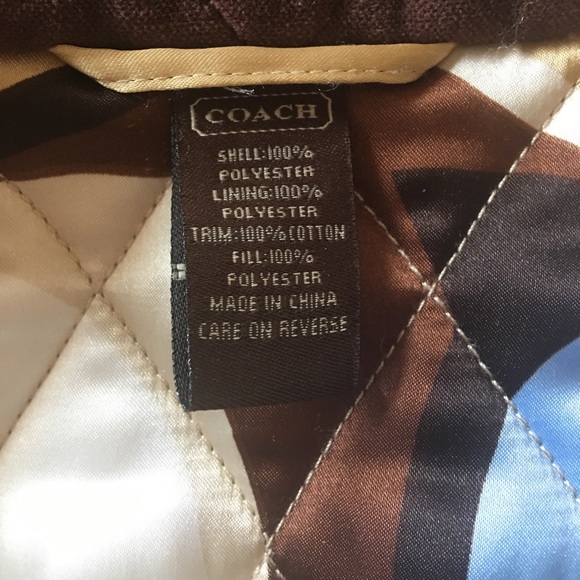 COACH
SHELL:100%
POLYESTER
LINING:100%
POLYESTER
TRIM:100%COTTON
FILL:100%
POLYESTER
MADE IN CHINA
CARE ON REVERSE